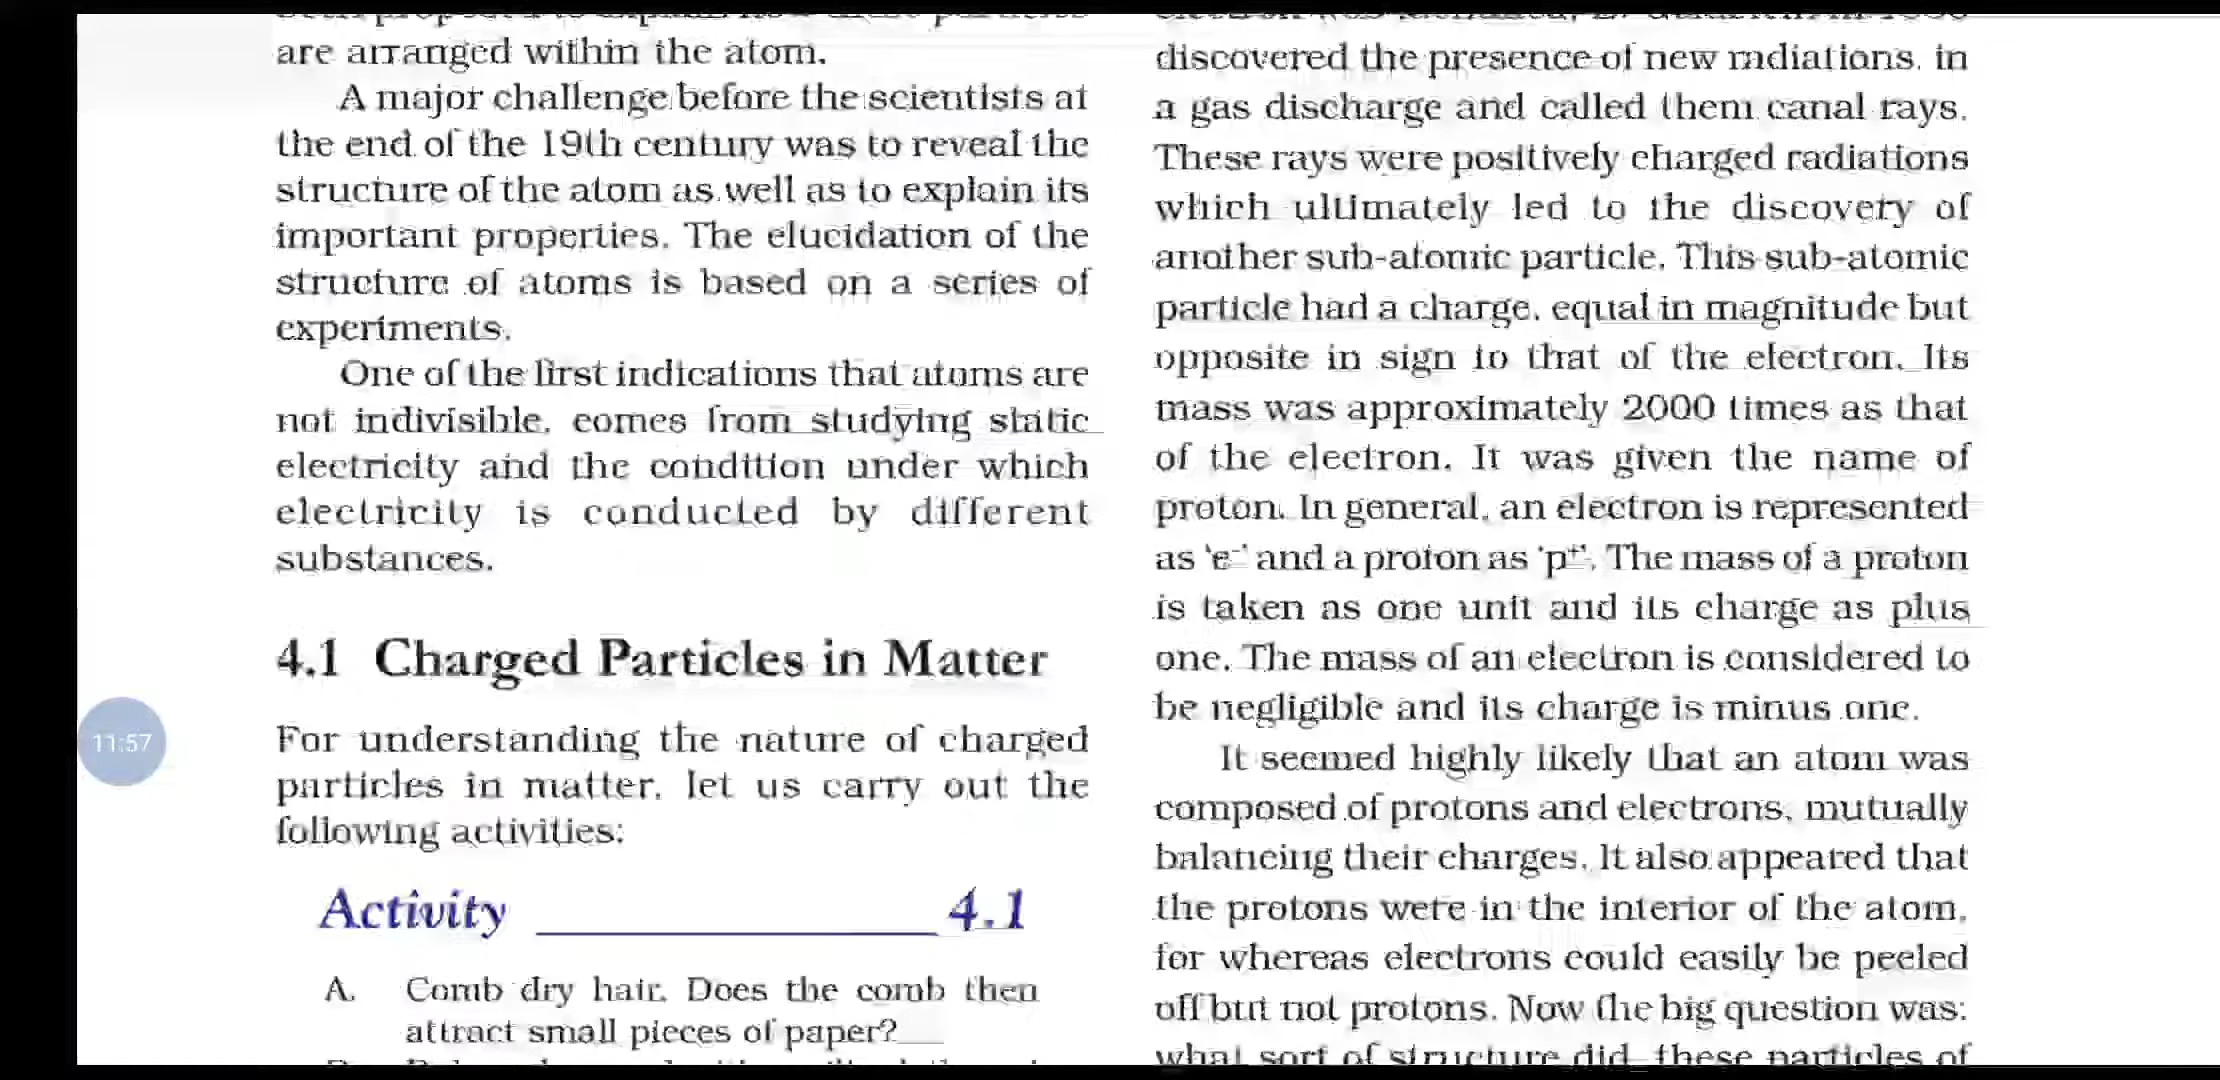 are arranged within the atom.
A major challenge before the scientists at
the end of the 19th century was to reveal the
structure of the atom as well as to explain its
important properties. The elucidation of the
structure of atoms is based on a series of
experiments.
One of the first indications that atoms are
not indivisible, comes from studying static
electricity and the condition under which
electricity is conducted by different
substances.
4.1 Charged Particles in Matter
For understanding the nature of charged
particles in matter, let us carry out the
following activities:
Activity 4.1
A. Comb dry hair. Does the comb then
attract small pieces of paper?
discovered the presence of new radiations in
a gas discharge and called them canal rays.
These rays were positively charged radiations
which ultimately led to the discovery of
another sub-atomic particle. This sub-atomic
particle had a charge, equal in magnitude but
opposite in sign to that of the electron. Its
mass was approximately 2000 times as that
of the electron. It was given the name of
proton. In general, an electron is represented
as 'e⁻' and a proton as 'p⁺'. The mass of a proton
is taken as one unit and its charge as plus
one. The mass of an electron is considered to
be negligible and its charge is minus one.
It seemed highly likely that an atom was
composed of protons and electrons, mutually
balancing their charges. It also appeared that
the protons were in the interior of the atom,
for whereas electrons could easily be peeled
off but not protons. Now the big question was:
what sort of structure did these particles of
11:57